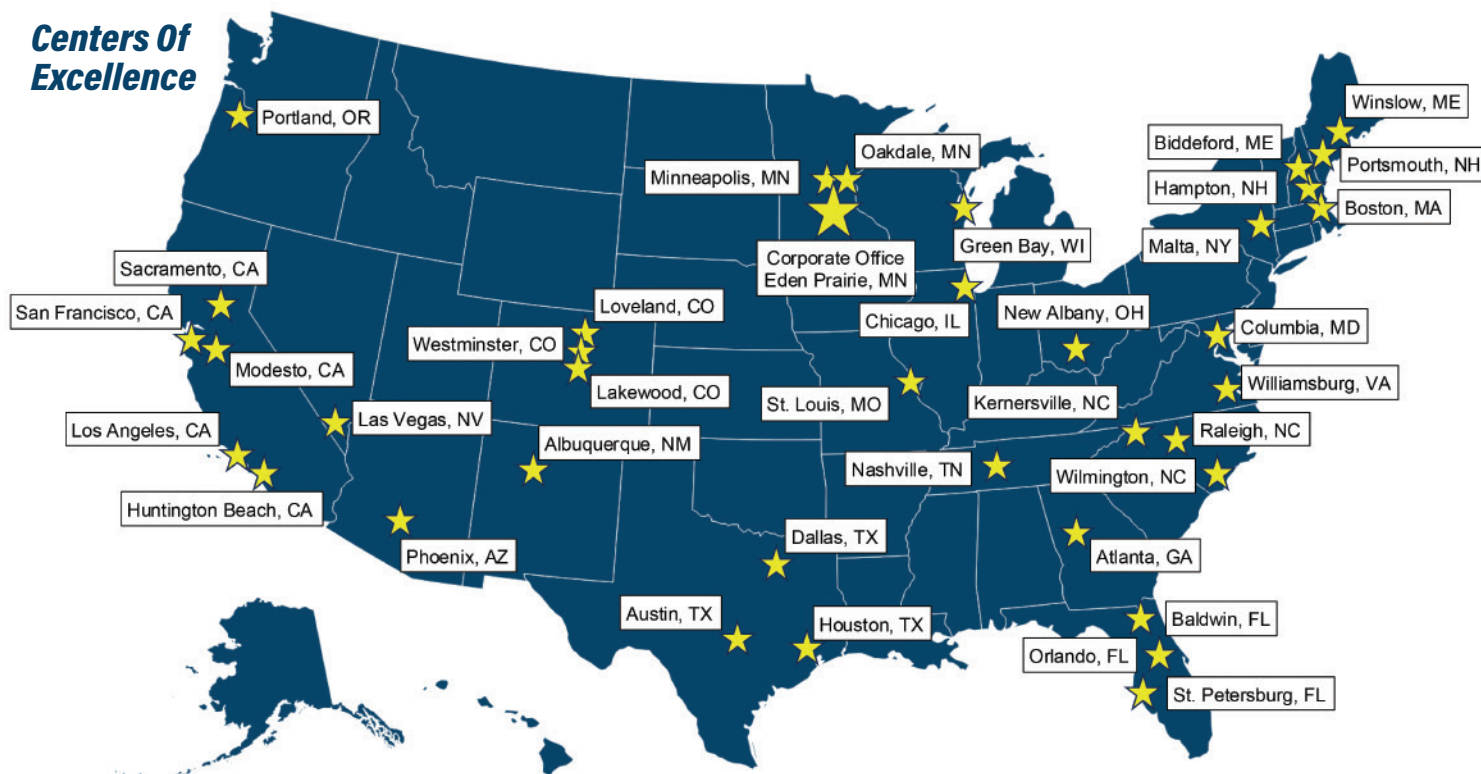 Centers Of
Excellence
Portland, OR
Winslow, ME
Biddeford, ME
Oakdale, MN
Portsmouth, NH
Minneapolis, MN
Hampton, NH
Boston, MA
Green Bay, WI
Malta, NY
Corporate Office
Eden Prairie, MN
Sacramento, CA
Loveland, CO
New Albany, OH
San Francisco, CA
Chicago, IL
Columbia, MD
Westminster, CO
Modesto, CA
Williamsburg, VA
Lakewood, CO
St. Louis, MO
Kernersville, NC
Las Vegas, NV
Los Angeles, CA
Raleigh, NC
Albuquerque, NM
Nashville, TN
Wilmington, NC
Huntington Beach, CA
Dallas, TX
Phoenix, AZ
Atlanta, GA
Austin, TX
Houston, TX
Baldwin, FL
Orlando, FL
St. Petersburg, FL